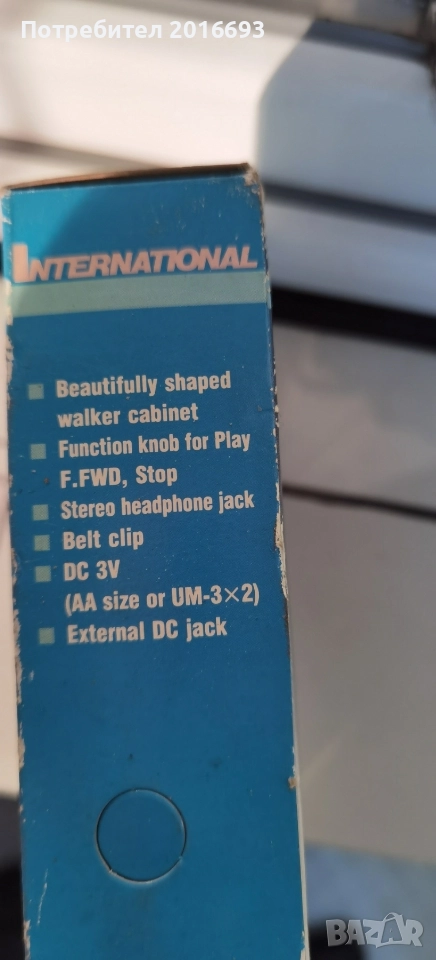 Потребител 2016693
INTERNATIONAL
Beautifully shaped
walker cabinet
Function knob for Play
F.FWD, Stop
Stereo headphone jack
Belt clip
DC 3V
(AA size or UM-3×2)
External DC jack
BAZAR